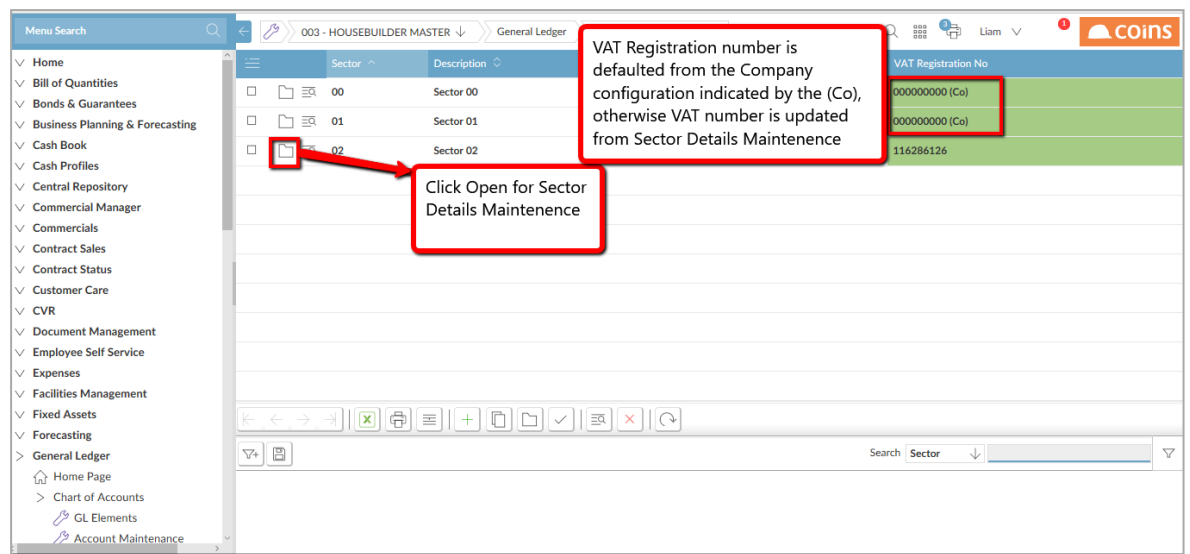 Menu Search
003 - HOUSEBUILDER MASTER
General Ledger
3
Liam
1
coins
Sector
Description
VAT Registration No
00
Sector 00
000000000 (Co)
01
Sector 01
000000000 (Co)
02
Sector 02
116286126
VAT Registration number is
defaulted from the Company
configuration indicated by the (Co),
otherwise VAT number is updated
from Sector Details Maintenence
Click Open for Sector
Details Maintenence
Home
Bill of Quantities
Bonds & Guarantees
Business Planning & Forecasting
Cash Book
Cash Profiles
Central Repository
Commercial Manager
Commercials
Contract Sales
Contract Status
Customer Care
CVR
Document Management
Employee Self Service
Expenses
Facilities Management
Fixed Assets
Forecasting
General Ledger
Home Page
Chart of Accounts
GL Elements
Account Maintenance
Search
Sector